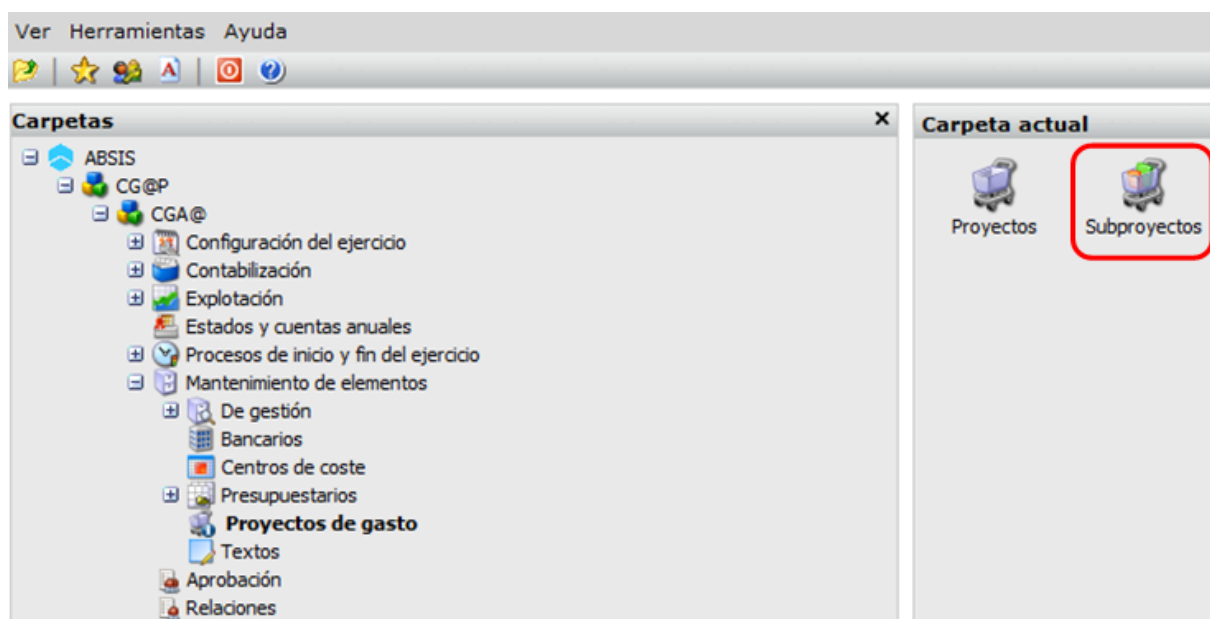 Ver Herramientas Ayuda
Carpetas
ABSIS
CG@P
CGA@
Configuración del ejercicio
Contabilización
Explotación
Estados y cuentas anuales
Procesos de inicio y fin del ejercicio
Mantenimiento de elementos
De gestión
Bancarios
Centros de coste
Presupuestarios
Proyectos de gasto
Textos
Aprobación
Relaciones
Carpeta actual
Proyectos Subproyectos